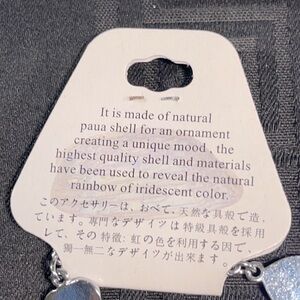 It is made of natural
paua shell for an ornament
creating a unique mood , the
highest quality shell and materials
have been used to reveal the natural
rainbow of iridescent color.
このアクセサリーは、おべて、天然な具殻で造，
ています。専門なデザイツは特級具殻を採用
レて、その 特徴: 虹の色を利用する因で、
獨一無二なデザイツが出来ます 。